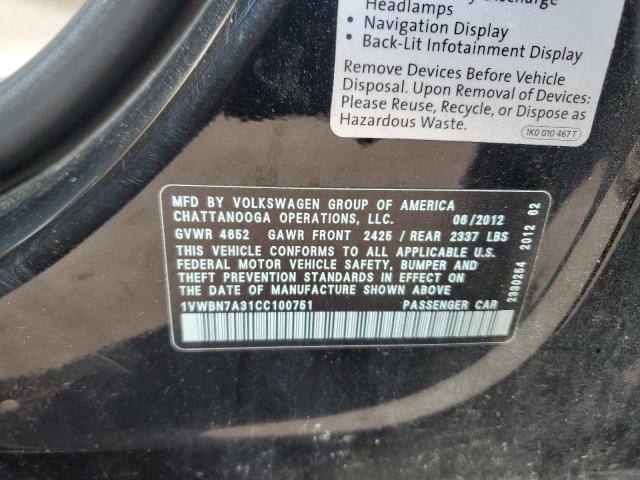 Discharge
Headlamps
• Navigation Display
• Back-Lit Infotainment Display
Remove Devices Before Vehicle
Disposal. Upon Removal of Devices:
Please Reuse, Recycle, or Dispose as
Hazardous Waste.
1K0 010 467 T
MFD BY VOLKSWAGEN GROUP OF AMERICA
CHATTANOOGA OPERATIONS, LLC. 06/2012
GVWR 4652 GAWR FRONT 2425 / REAR 2337 LBS
THIS VEHICLE CONFORMS TO ALL APPLICABLE U.S.
FEDERAL MOTOR VEHICLE SAFETY, BUMPER AND
THEFT PREVENTION STANDARDS IN EFFECT ON
THE DATE OF MANUFACTURE SHOWN ABOVE
1VWBN7A31CC100751 PASSENGER CAR
2330254 2012 62